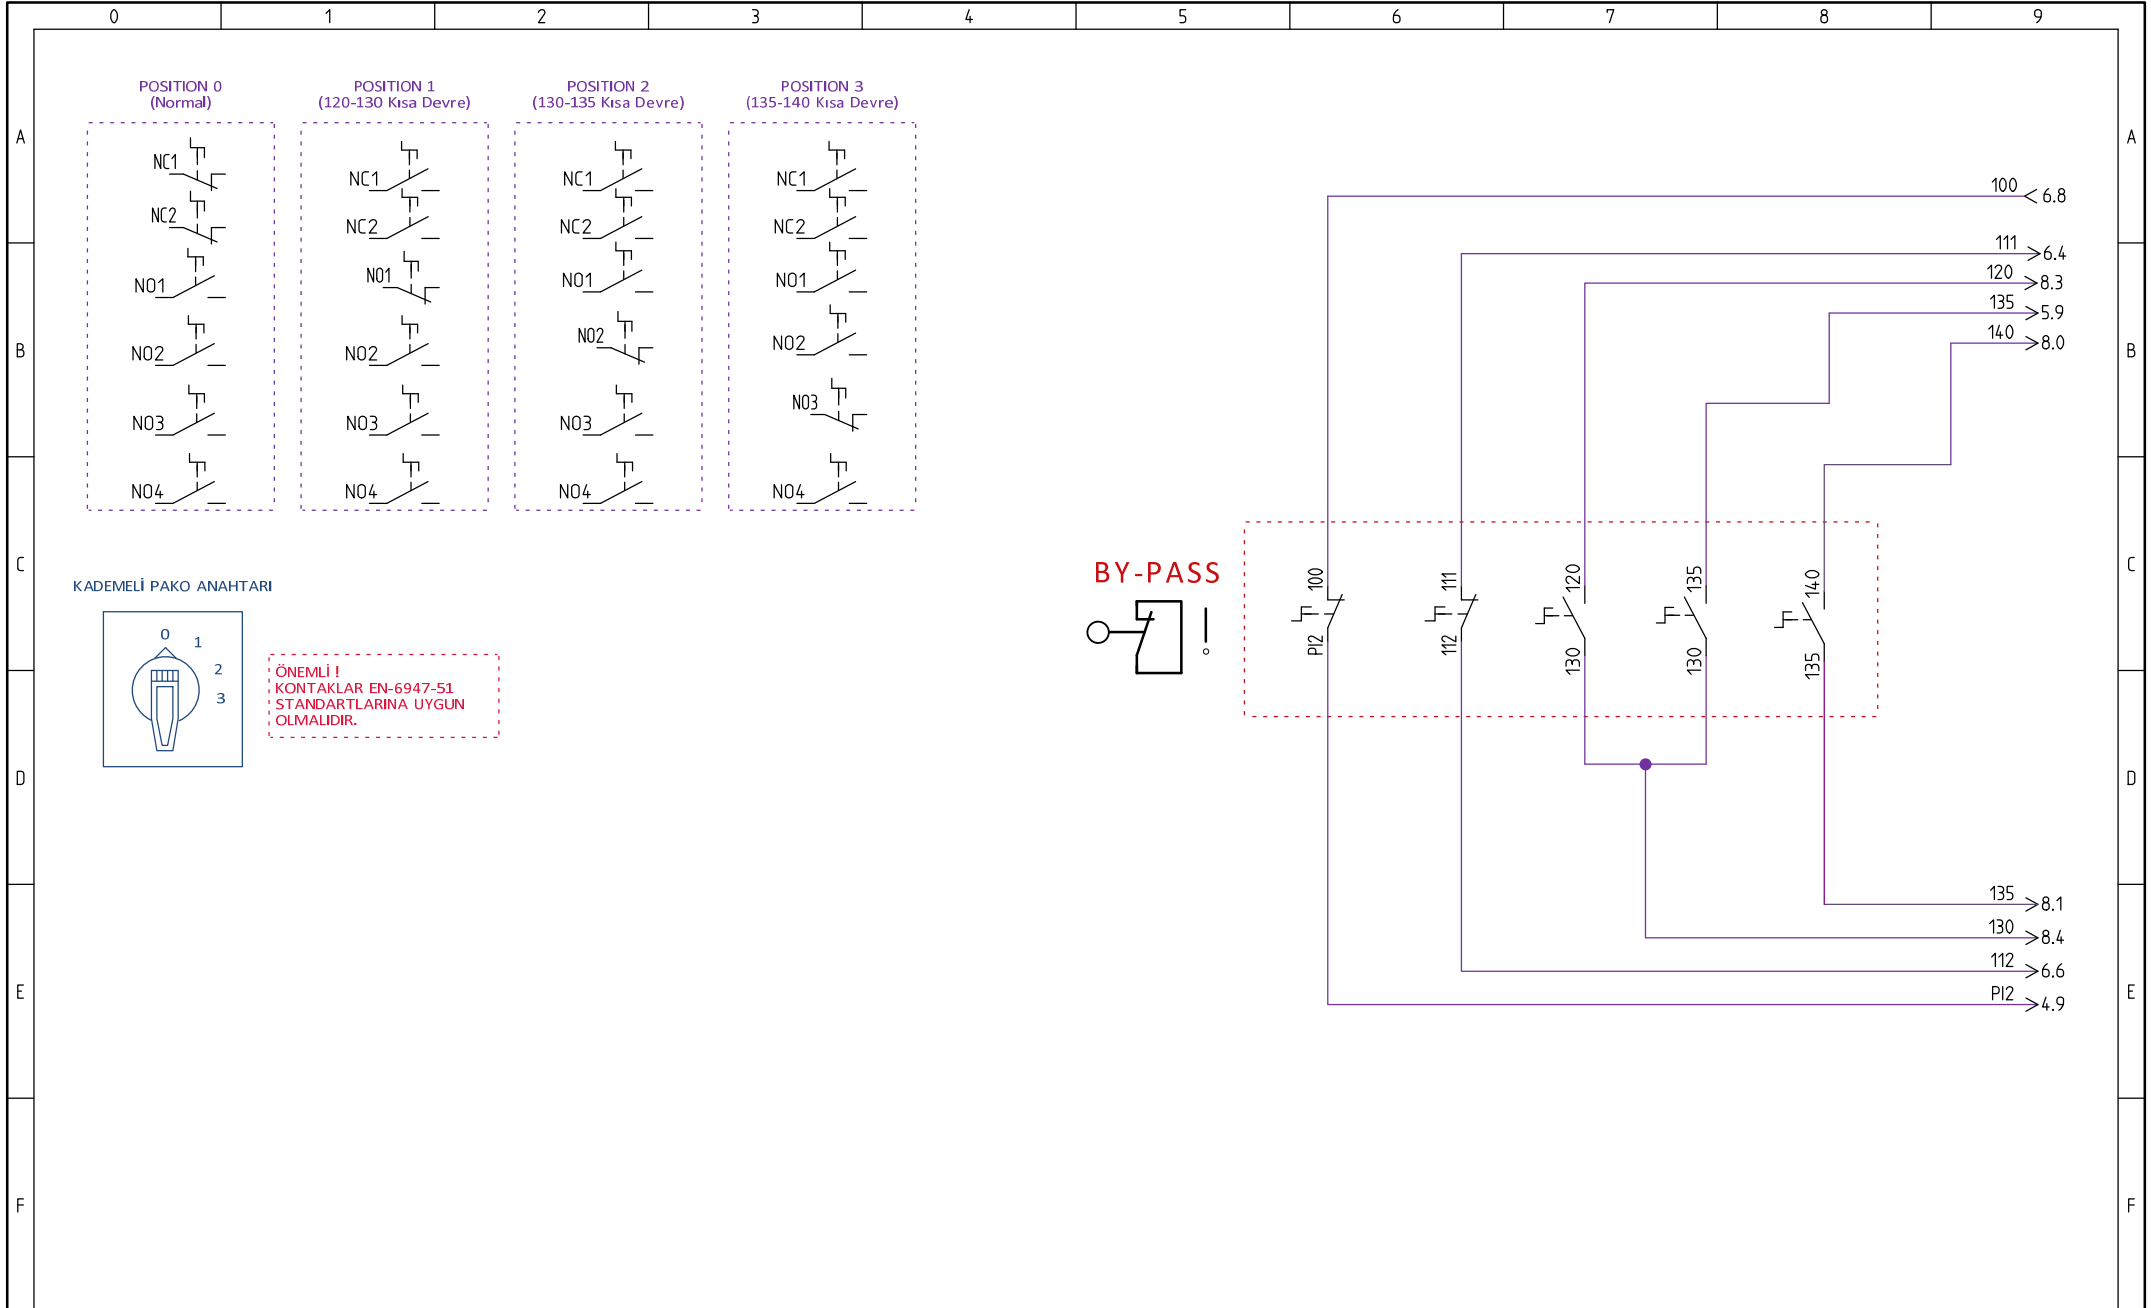 0 1 2 3 4 5 6 7 8 9
POSITION 0
(Normal)
POSITION 1
(120-130 Kısa Devre)
POSITION 2
(130-135 Kısa Devre)
POSITION 3
(135-140 Kısa Devre)
A
A
NC1
NC2
NO1
NO2
NO3
NO4
NC1
NC2
NO1
NO2
NO3
NO4
NC1
NC2
NO1
NO2
NO3
NO4
NC1
NC2
NO1
NO2
NO3
NO4
100 6.8
111 6.4
120 8.3
135 5.9
140 8.0
B
B
C
C
KADEMELİ PAKO ANAHTARI
0
1
2
3
ÖNEMLİ !
KONTAKLAR EN-6947-51
STANDARTLARINA UYGUN
OLMALIDIR.
BY-PASS
!
100
PI2
111
112
120
130
135
130
140
135
D
D
135 8.1
130 8.4
112 6.6
PI2 4.9
E
E
F
F